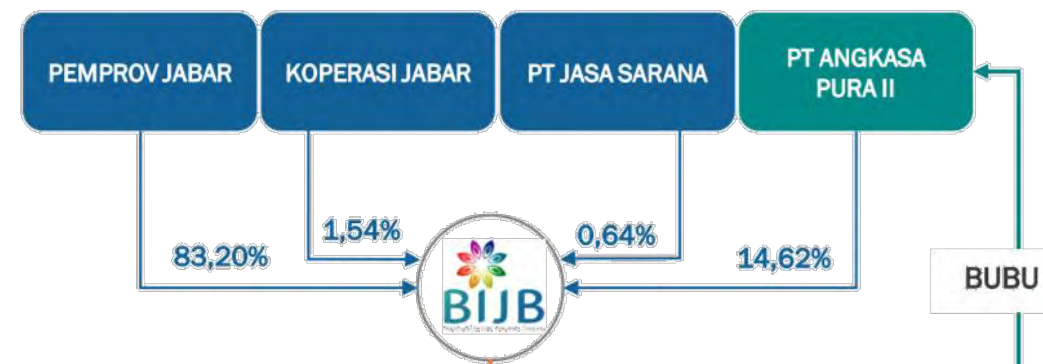 PEMPROV JABAR
KOPERASI JABAR
PT JASA SARANA
PT ANGKASA
PURA II
1,54%
0,64%
83,20%
14,62%
BUBU
BIJB